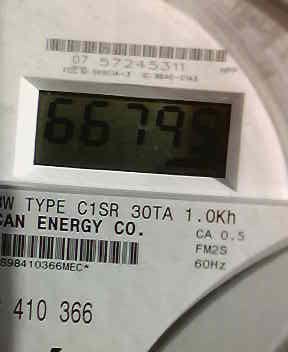 07 57245311
66799
3W TYPE C1SR 30TA 1.0Kh
CAN ENERGY CO.
CA 0.5
FM2S
60Hz
898410366MEC*
410 366